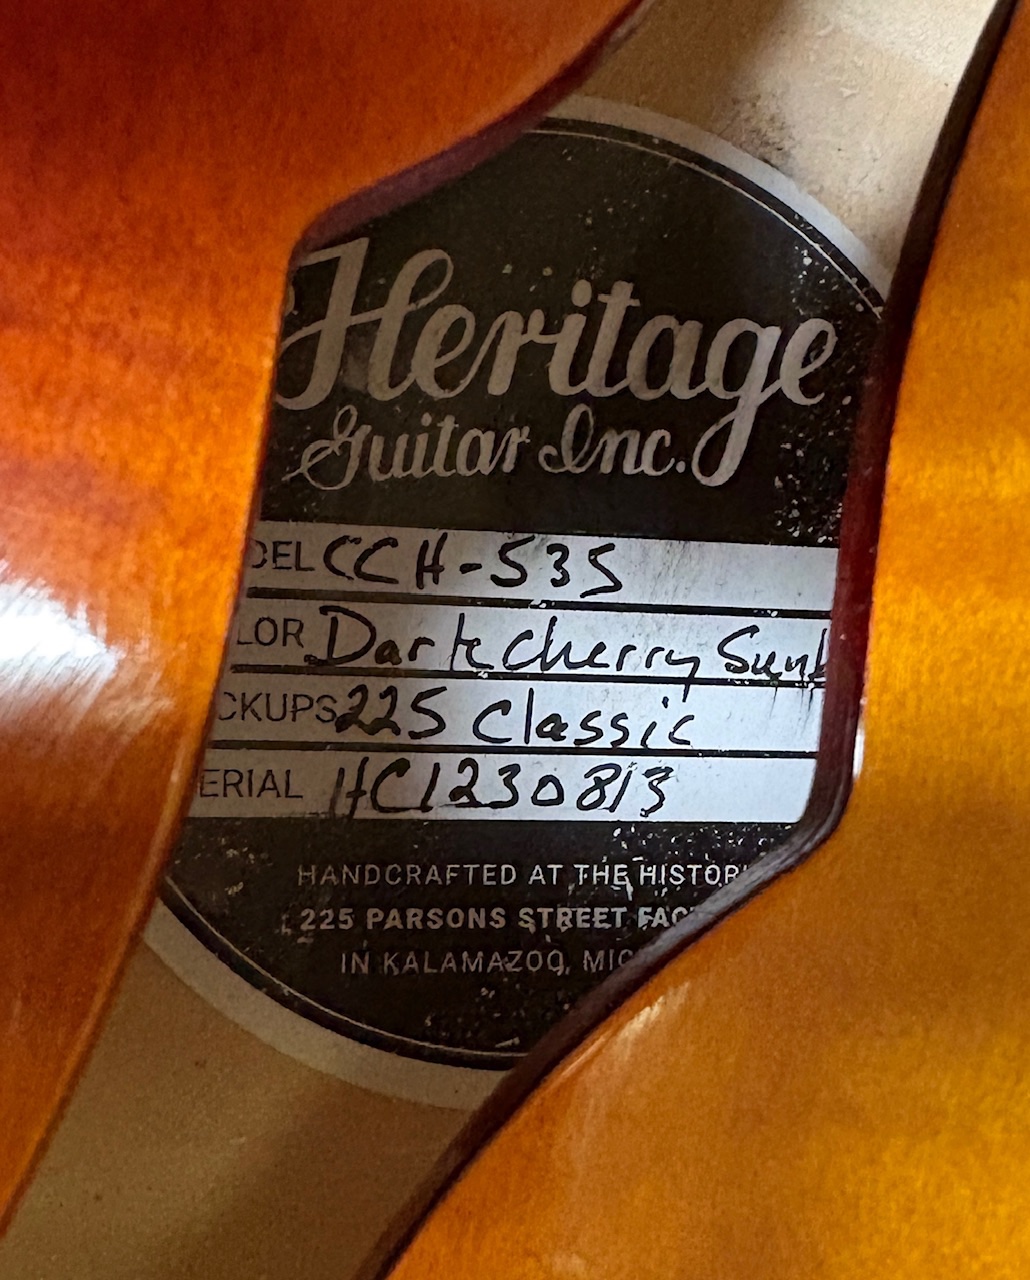 Heritage
Guitar Inc.
DEL CCH-535
LOR Dark Cherry Sunb
CKUPS 225 Classic
ERIAL HC1230813
HANDCRAFTED AT THE HISTORI
225 PARSONS STREET FAC
IN KALAMAZOO, MIC